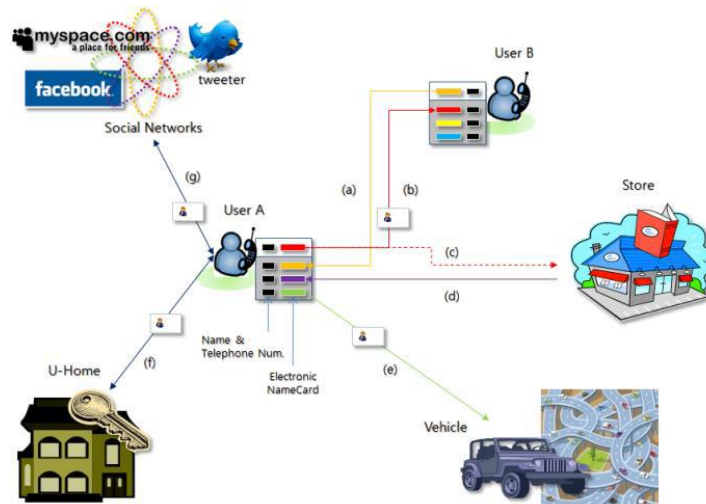 myspace.com
a place for friends
tweeter
facebook
Social Networks
User B
(g)
User A
(a)
(b)
Store
(c)
(d)
Name &
Telephone Num.
Electronic
NameCard
(f)
(e)
U-Home
Vehicle